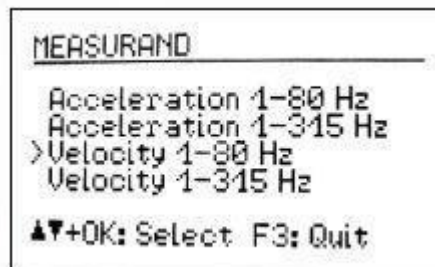 MEASURAND
Acceleration 1-80 Hz
Acceleration 1-315 Hz
>Velocity 1-80 Hz
Velocity 1-315 Hz
▲▼+OK: Select F3: Quit